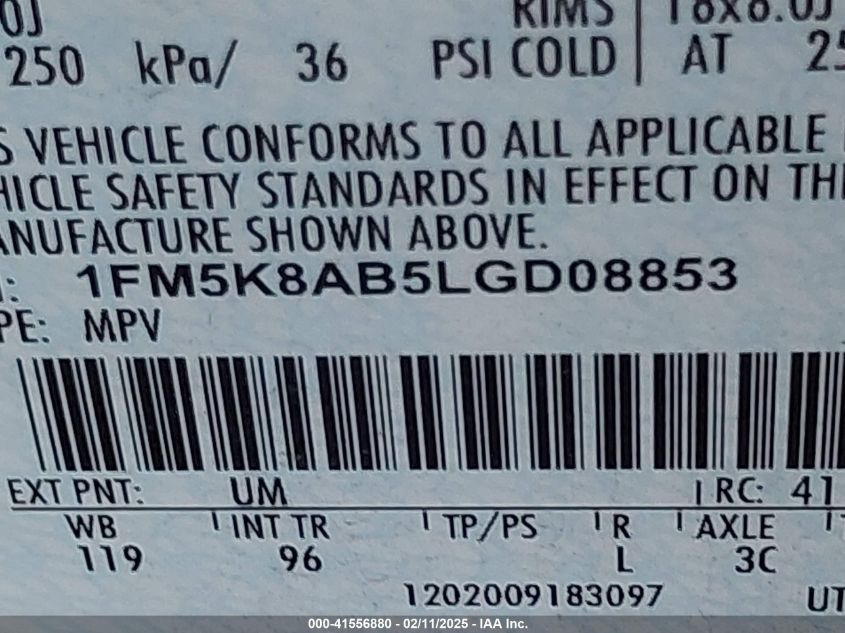 0J RIMS 18X8.0J
250 kPa/ 36 PSI COLD AT 25
S VEHICLE CONFORMS TO ALL APPLICABLE
HICLE SAFETY STANDARDS IN EFFECT ON THE
ANUFACTURE SHOWN ABOVE.
: 1FM5K8AB5LGD08853
PE: MPV
EXT PNT: UM RC: 41
WB INT TR TP/PS R AXLE
119 96 L 3C
1202009183097 UT
000-41556880 - 02/11/2025 - IAA Inc.